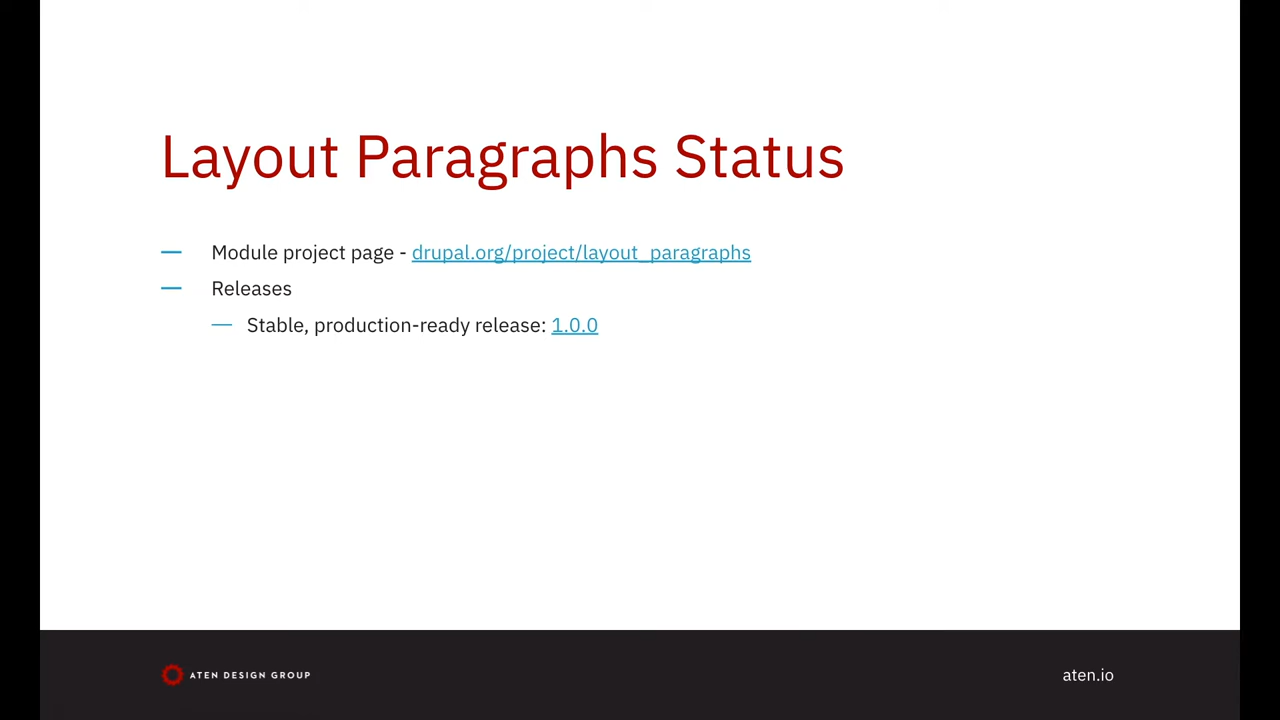 Layout Paragraphs Status
— Module project page - drupal.org/project/layout_paragraphs
— Releases
— Stable, production-ready release: 1.0.0
ATEN DESIGN GROUP
aten.io